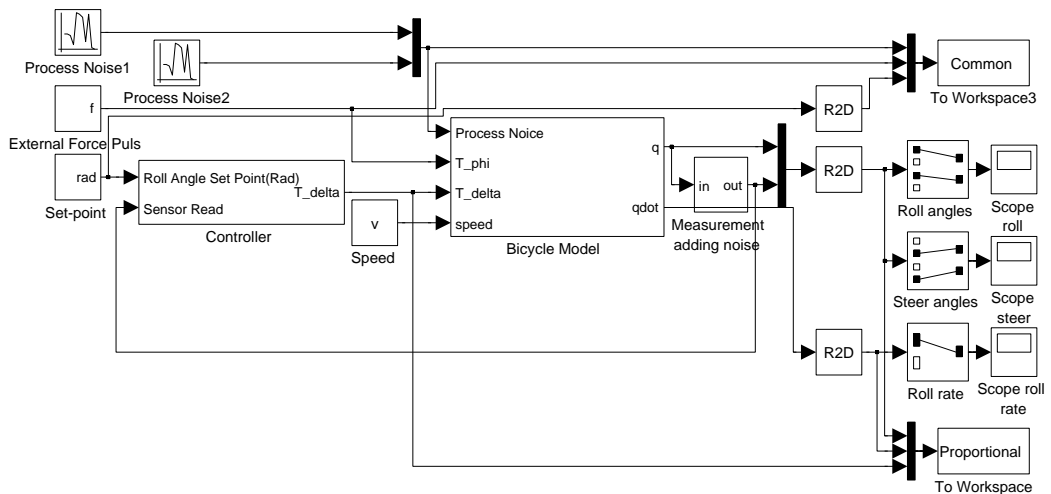 Process Noise1
Process Noise2
Common
To Workspace3
f
External Force Puls
R2D
rad
Set-point
Roll Angle Set Point(Rad)
Sensor Read
T_delta
Controller
v
Speed
Process Noice
T_phi
T_delta
speed
q
qdot
Bicycle Model
in
out
Measurement
adding noise
R2D
Roll angles
Scope
roll
Steer angles
Scope
steer
R2D
Roll rate
Scope roll
rate
Proportional
To Workspace